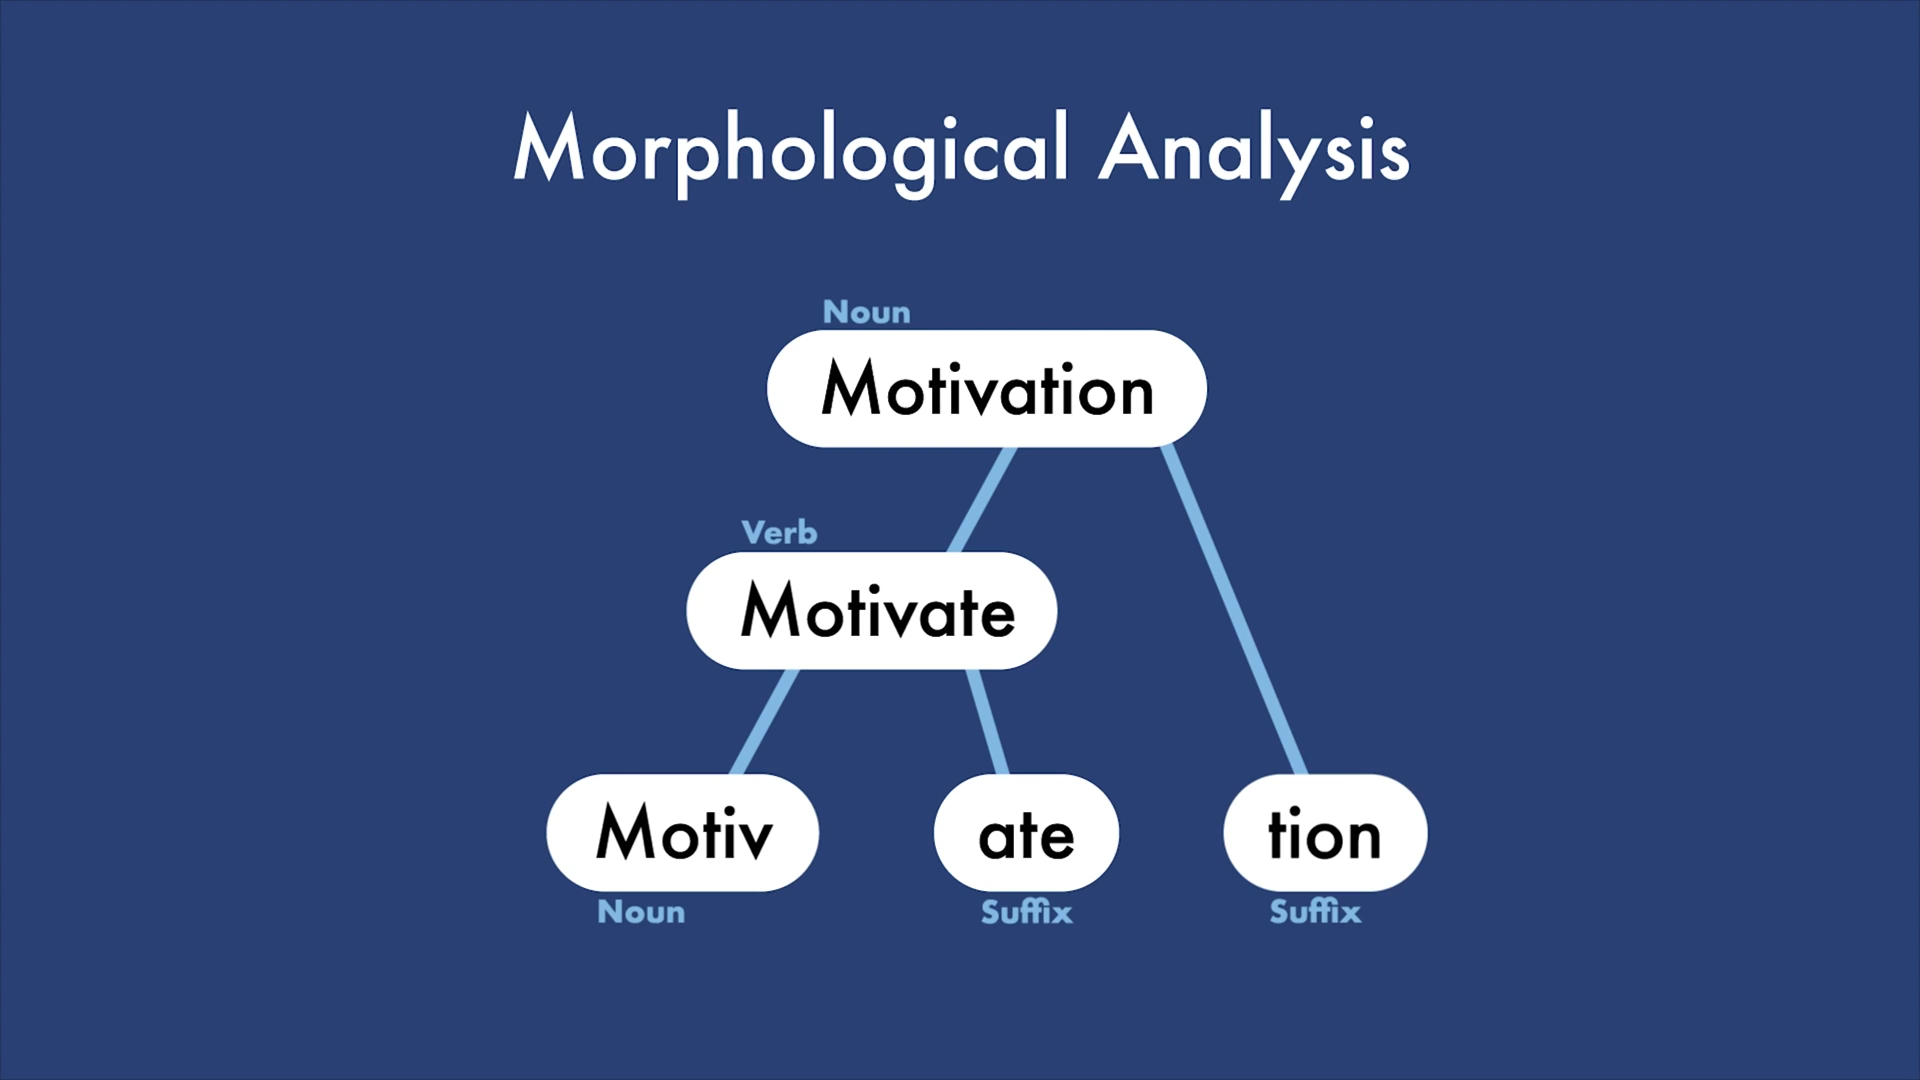 Morphological Analysis
Noun
Motivation
Verb
Motivate
Motiv ate tion
Noun Suffix Suffix